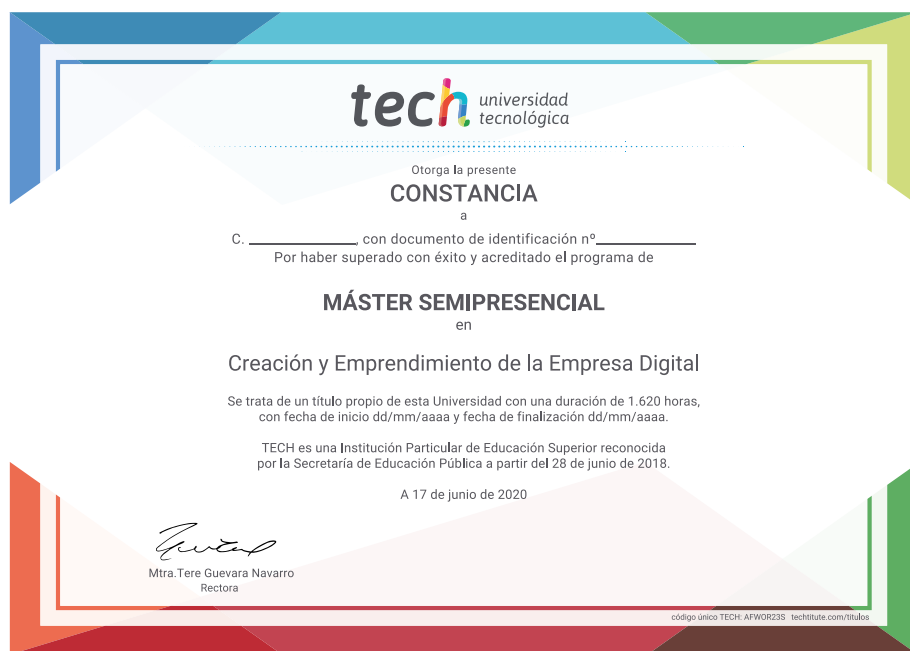 tech universidad
tecnológica
Otorga la presente
CONSTANCIA
a
C. ____________, con documento de identificación nº___________
Por haber superado con éxito y acreditado el programa de
MÁSTER SEMIPRESENCIAL
en
Creación y Emprendimiento de la Empresa Digital
Se trata de un título propio de esta Universidad con una duración de 1.620 horas,
con fecha de inicio dd/mm/aaaa y fecha de finalización dd/mm/aaaa.
TECH es una Institución Particular de Educación Superior reconocida
por la Secretaría de Educación Pública a partir del 28 de junio de 2018.
A 17 de junio de 2020
Mtra.Tere Guevara Navarro
Rectora
código único TECH: AFWOR23S techtitute.com/titulos